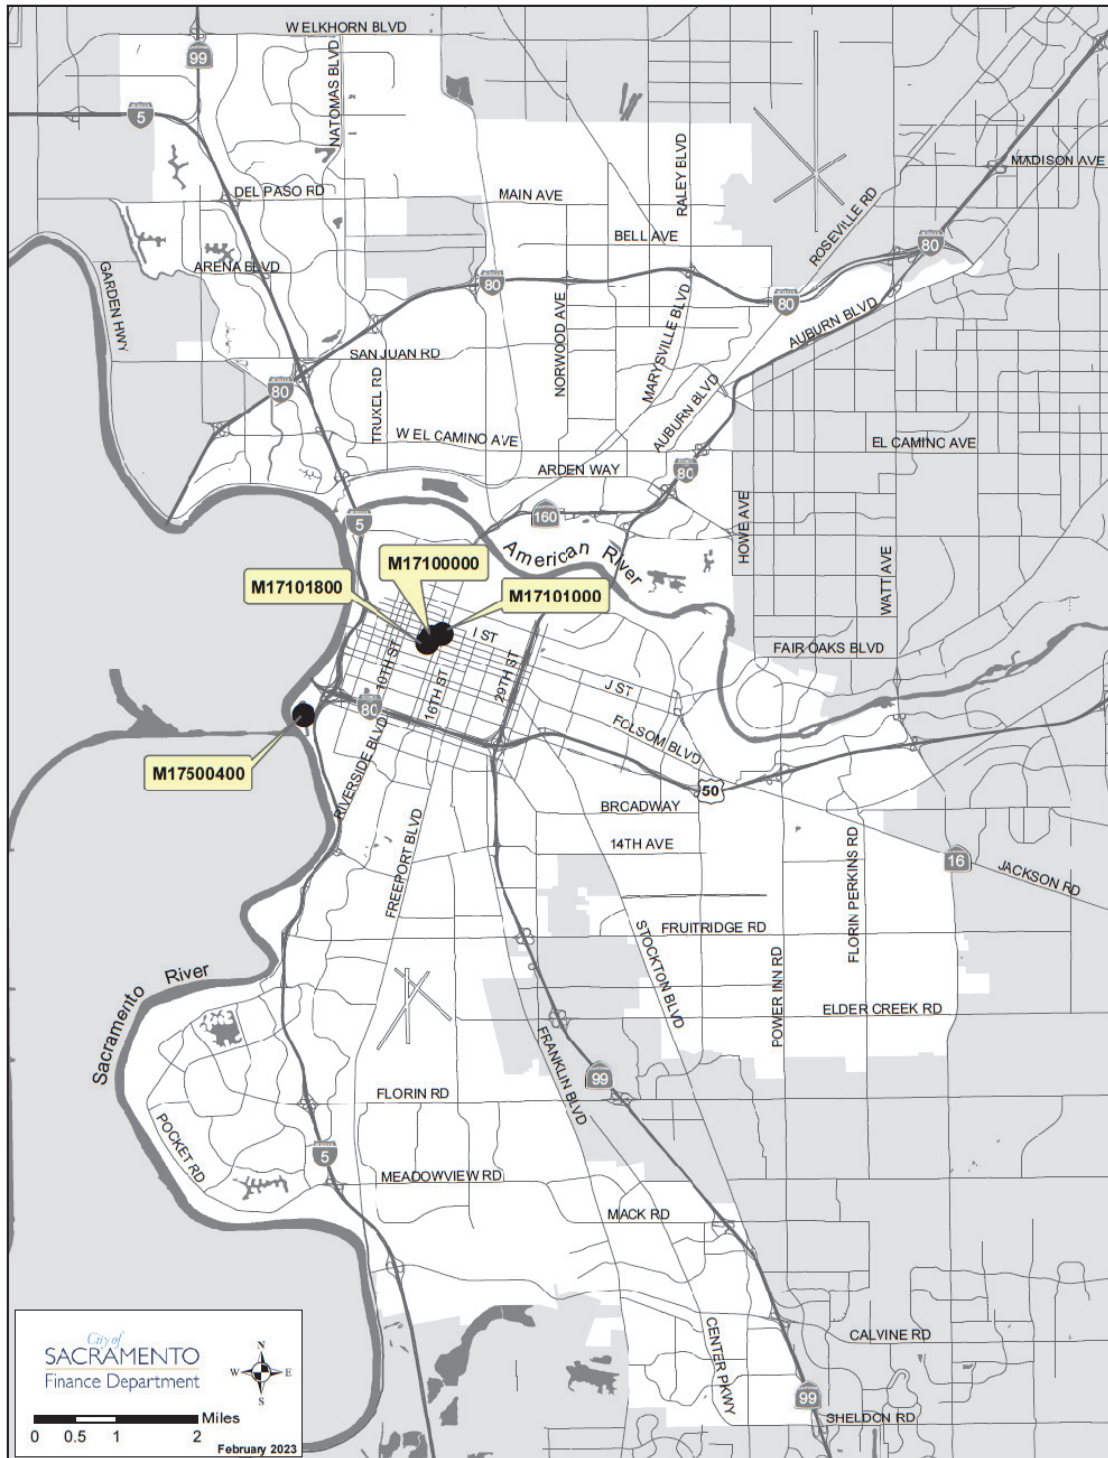 W ELKHORN BLVD
99
NATOMAS BLVD
5
RALEY BLVD
MADISON AVE
DEL PASO RD
MAIN AVE
ROSEVILLE RD
BELL AVE
80
ARENA BLVD
GARDEN HWY
80
80
NORWOOD AVE
MARYSVILLE BLVD
AUBURN BLVD
SAN JUAN RD
80
TRUXEL RD
AUBURN BLVD
W EL CAMINO AVE
EL CAMINO AVE
ARDEN WAY
80
HOWE AVE
160
5
American River
WATT AVE
M17100000
M17101800
M17101000
I ST
FAIR OAKS BLVD
10TH ST
16TH ST
29TH ST
J ST
80
FOLSOM BLVD
M17500400
RIVERSIDE BLVD
50
BROADWAY
FREEPORT BLVD
14TH AVE
FLORIN PERKINS RD
16
JACKSON RD
STOCKTON BLVD
FRUITRIDGE RD
POWER INN RD
Sacramento River
ELDER CREEK RD
FRANKLIN BLVD
99
FLORIN RD
POCKET RD
5
MEADOWVIEW RD
MACK RD
CENTER PKWY
CALVINE RD
99
SHELDON RD
City of
SACRAMENTO
Finance Department
N
W E
S
Miles
0 0.5 1 2
February 2023